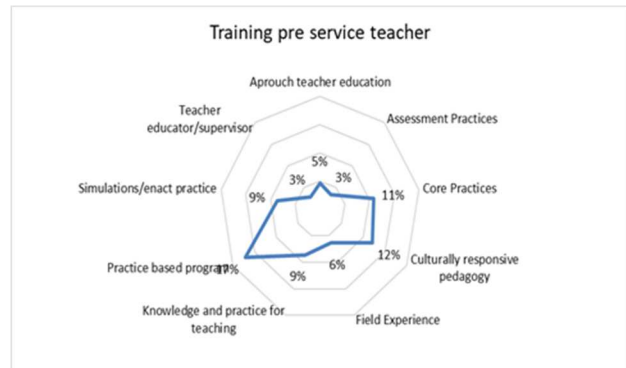 Training pre service teacher
Aprouch teacher education
Teacher
educator/supervisor
Assessment Practices
5%
3%
3%
Simulations/enact practice
9%
11%
Core Practices
12%
Culturally responsive
pedagogy
Practice based program
17%
9%
6%
Knowledge and practice for
teaching
Field Experience